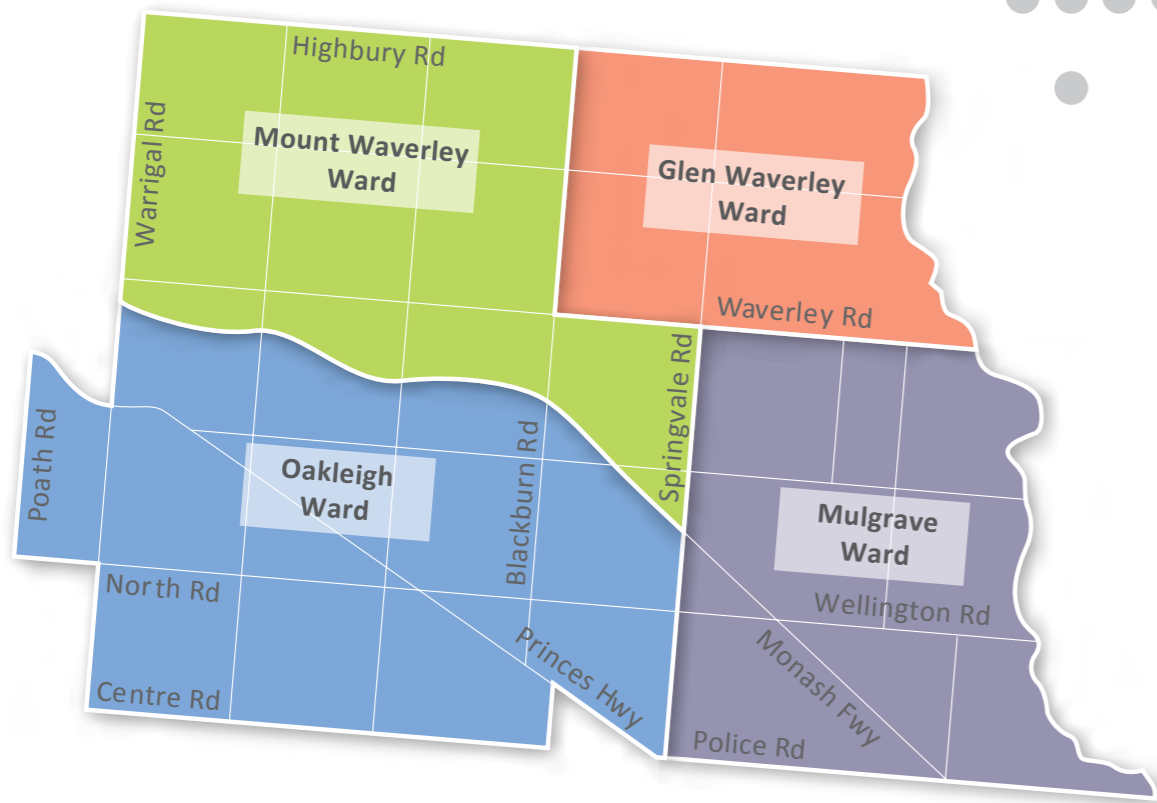 Highbury Rd
Warrigal Rd
Mount Waverley
Ward
Glen Waverley
Ward
Waverley Rd
Springvale Rd
Poath Rd
Oakleigh
Ward
Blackburn Rd
Mulgrave
Ward
North Rd
Wellington Rd
Princes Hwy
Monash Fwy
Centre Rd
Police Rd